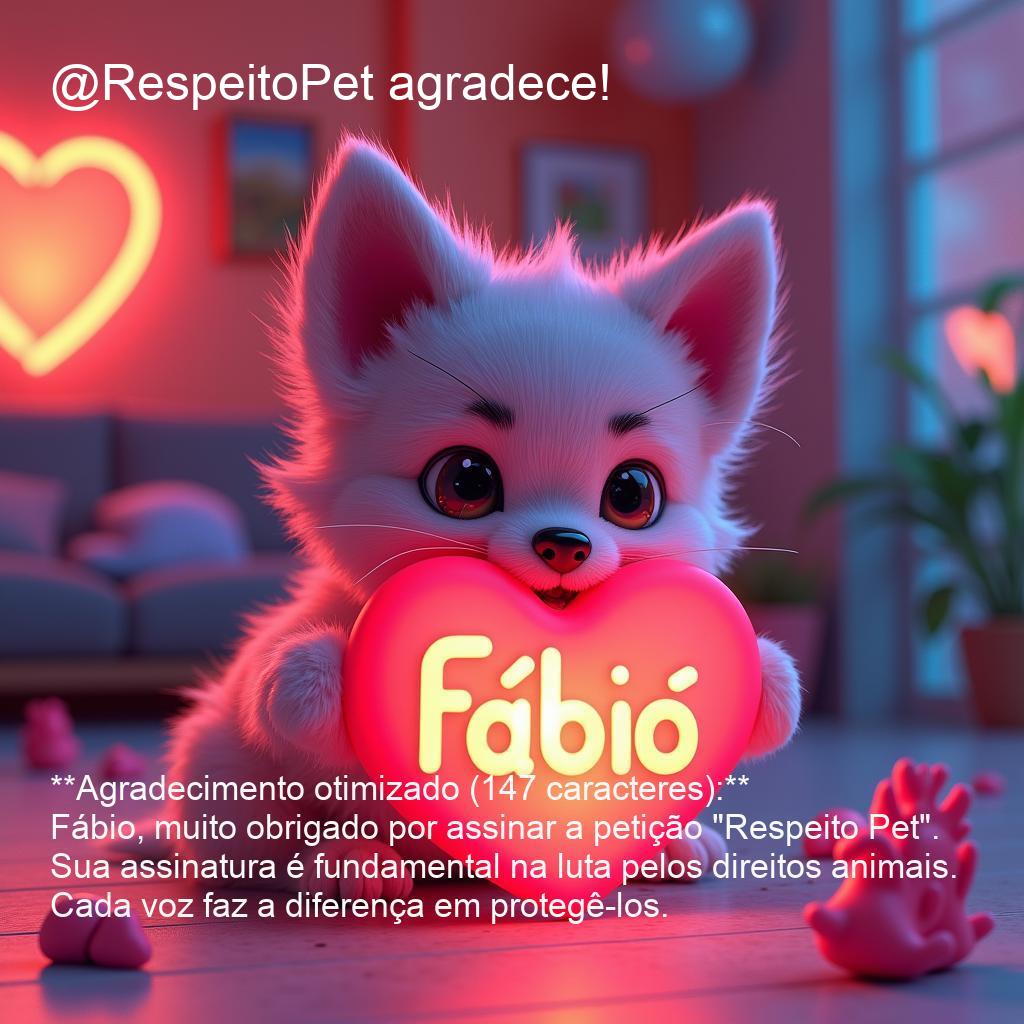 @RespeitoPet agradece!
Fábió
**Agradecimento otimizado (147 caracteres):**
Fábio, muito obrigado por assinar a petição "Respeito Pet".
Sua assinatura é fundamental na luta pelos direitos animais.
Cada voz faz a diferença em protegê-los.